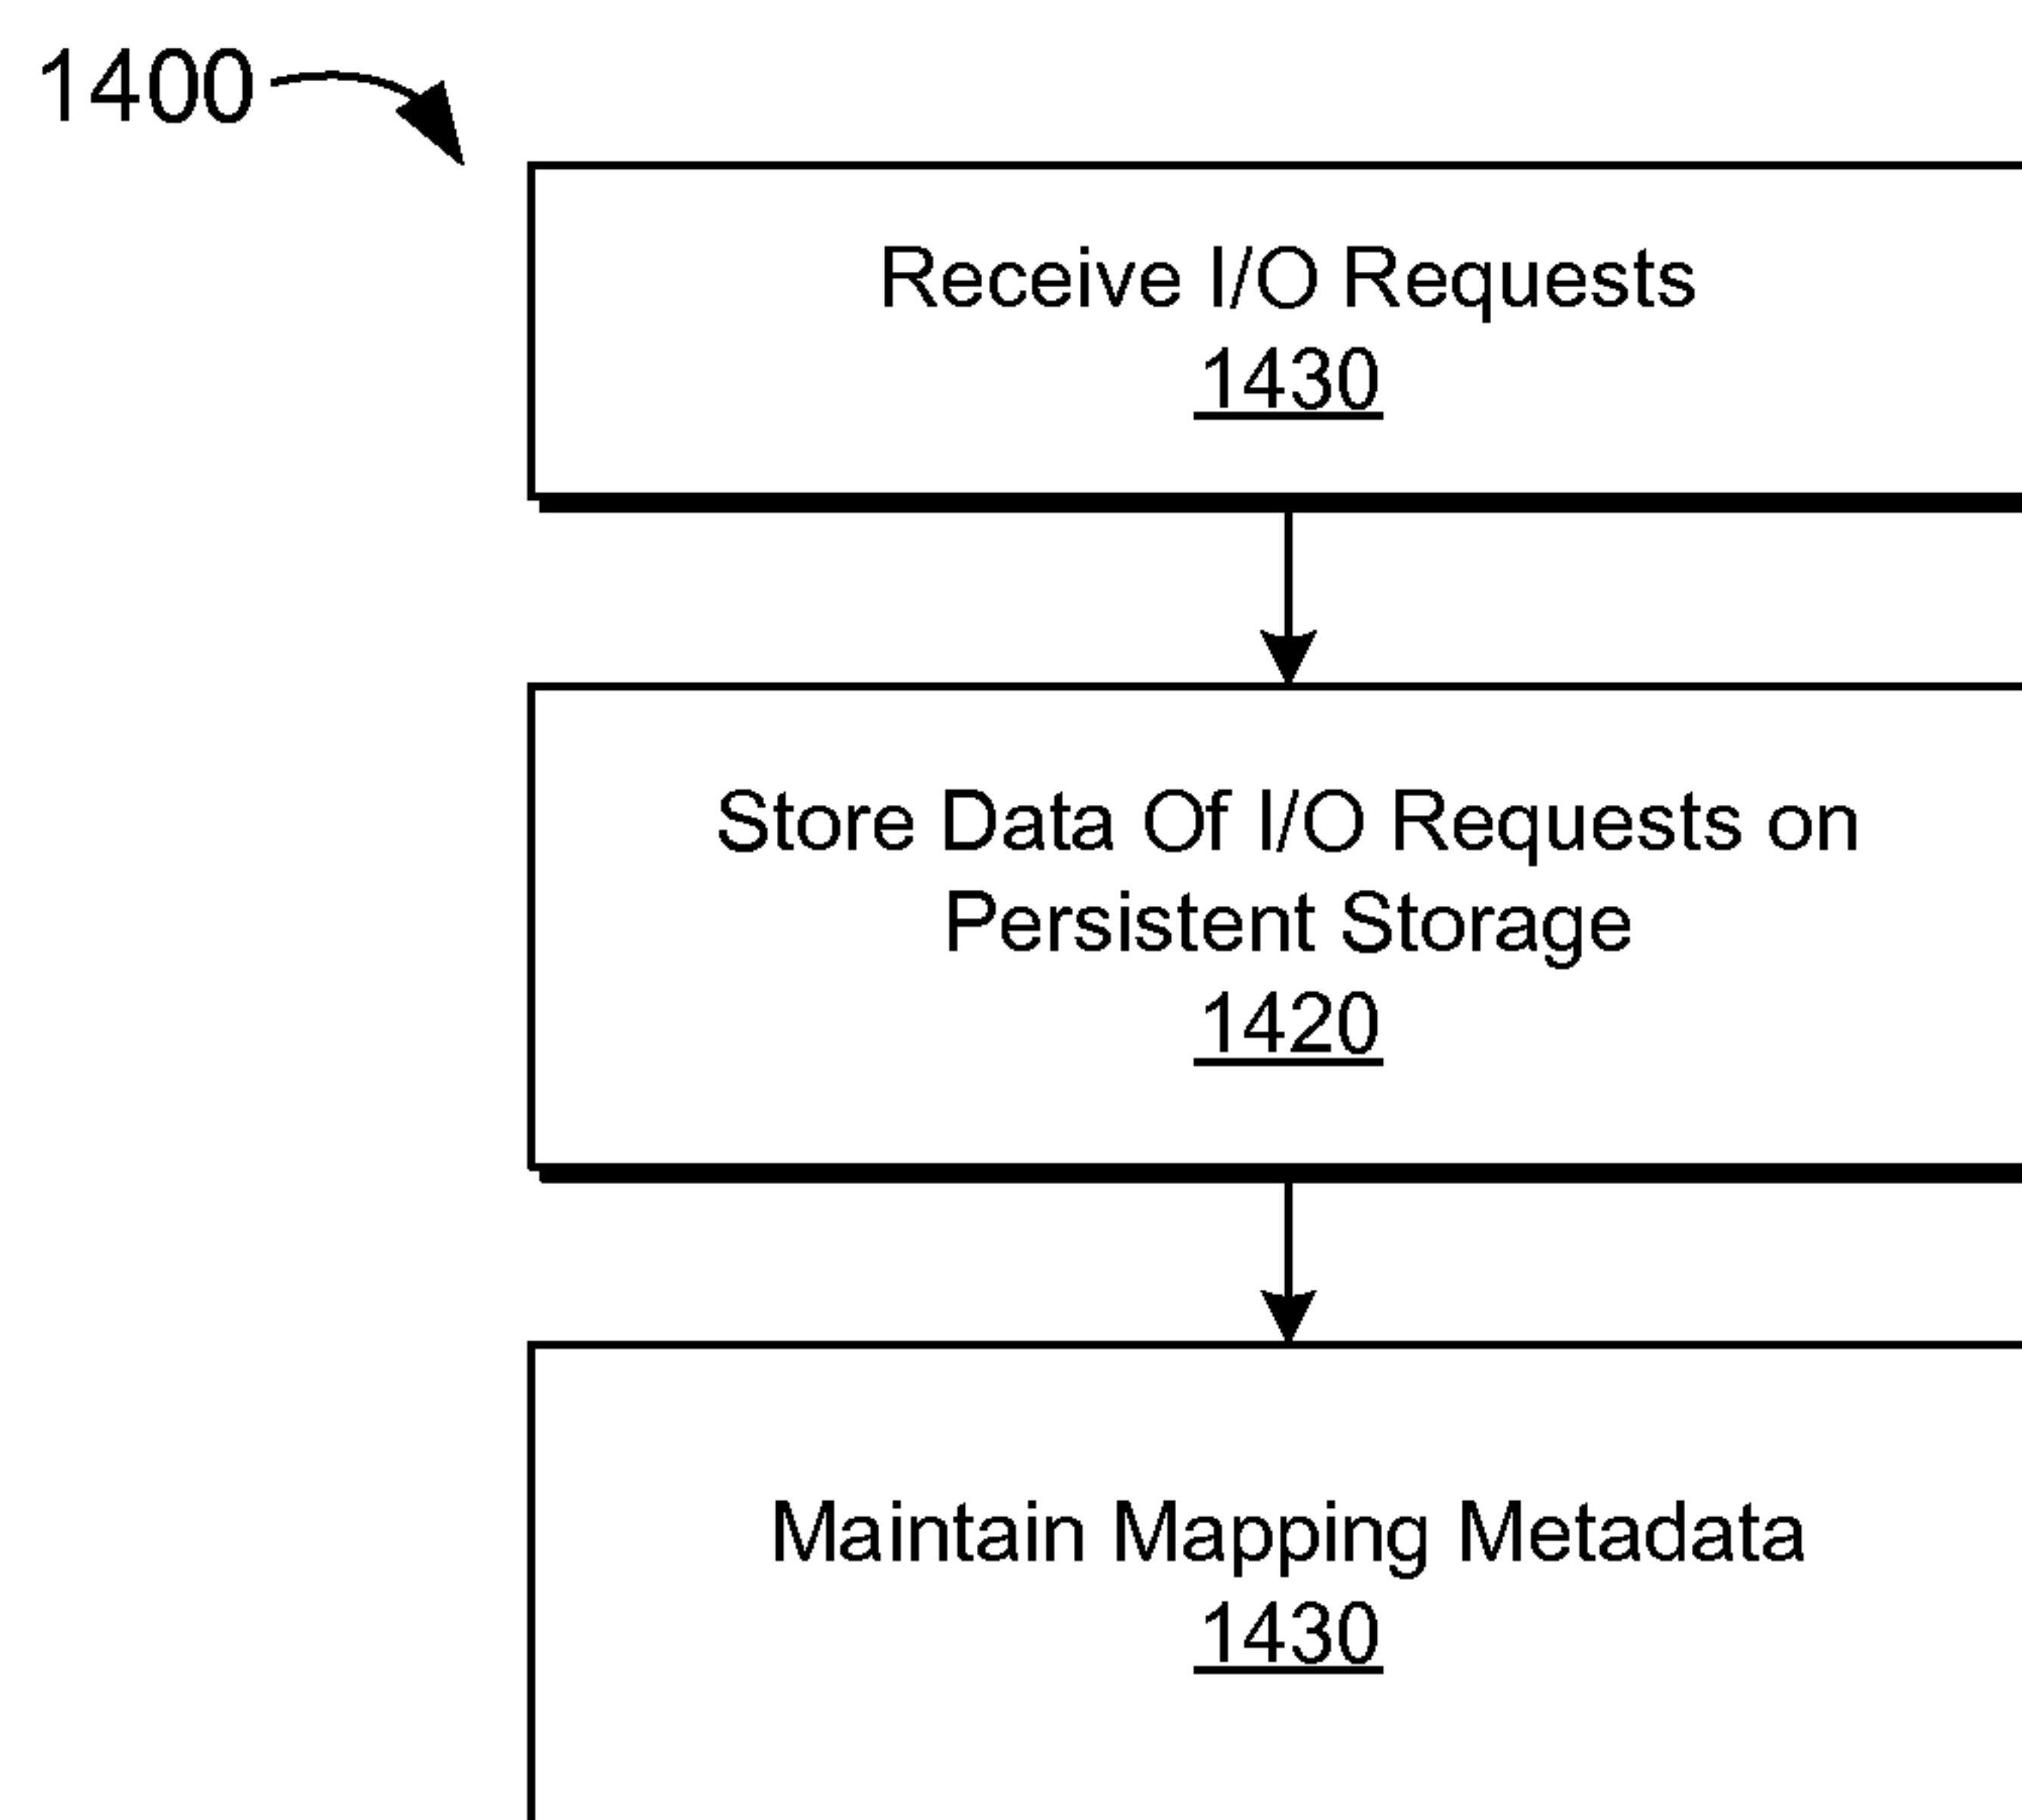 1400
Receive I/O Requests
1430
Store Data Of I/O Requests on
Persistent Storage
1420
Maintain Mapping Metadata
1430